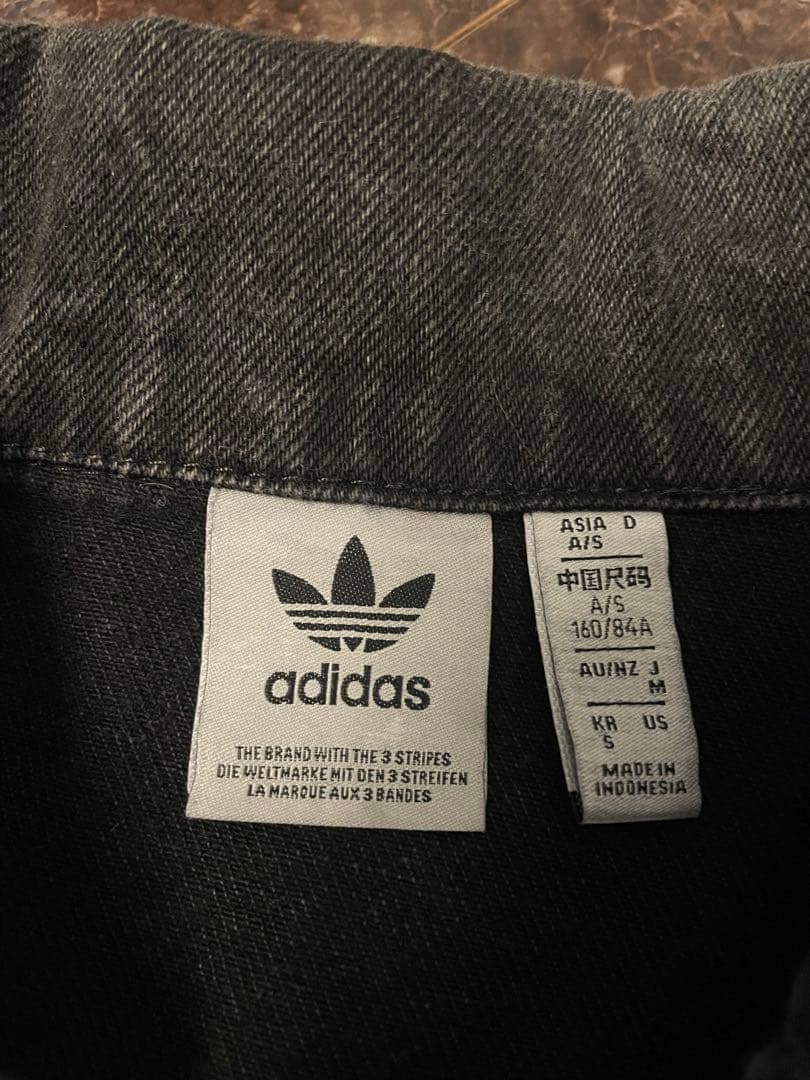 adidas
THE BRAND WITH THE 3 STRIPES
DIE WELTMARKE MIT DEN 3 STREIFEN
LA MARQUE AUX 3 BANDES
ASIA D
A/S
中国尺码
A/S
160/84A
AU/NZ J
M
KR US
S
MADE IN
INDONESIA